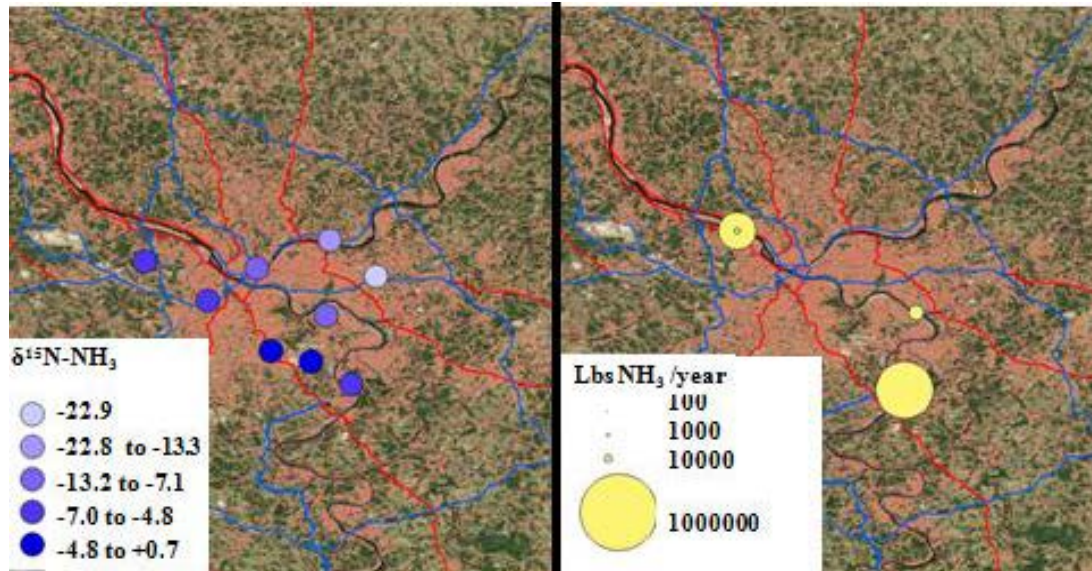 δ¹⁵N-NH₃
-22.9
-22.8 to -13.3
-13.2 to -7.1
-7.0 to -4.8
-4.8 to +0.7
Lbs NH₃ /year
100
1000
10000
1000000